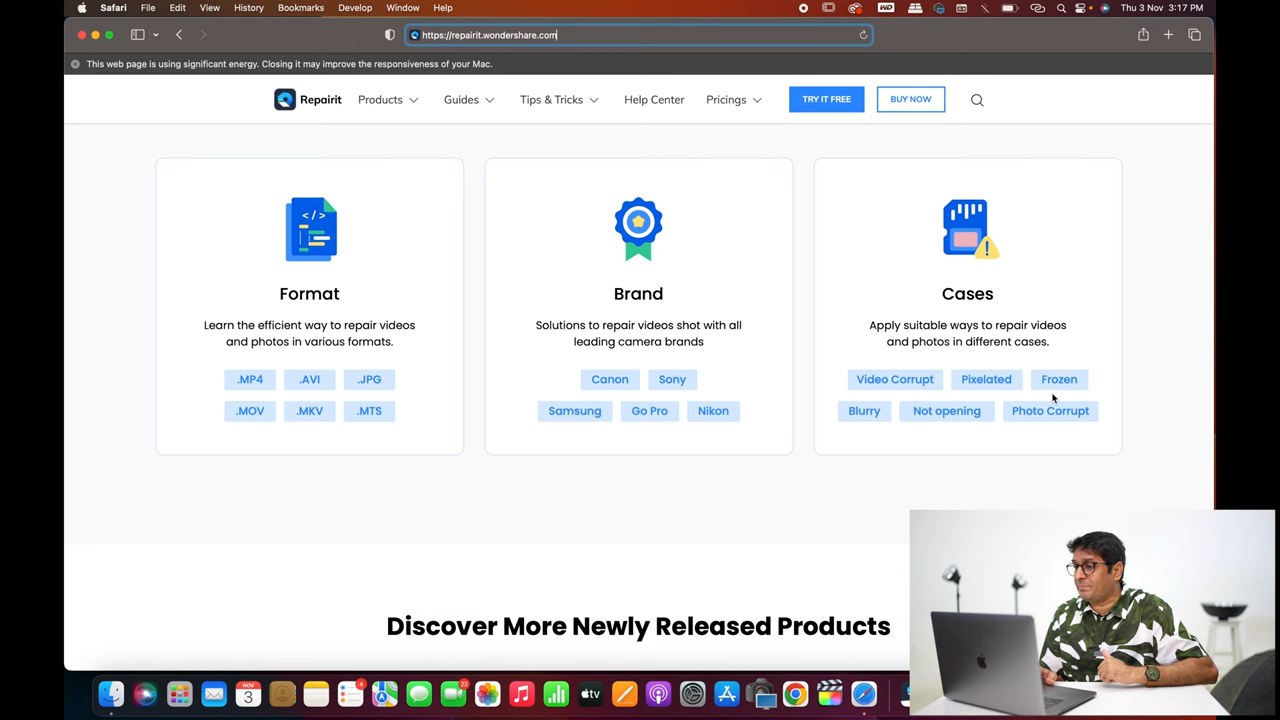 Safari File Edit View History Bookmarks Develop Window Help Thu 3 Nov 3:17 PM
https://repairit.wondershare.com
This web page is using significant energy. Closing it may improve the responsiveness of your Mac.
Repairit Products Guides Tips & Tricks Help Center Pricings TRY IT FREE BUY NOW
</>
Format
Learn the efficient way to repair videos
and photos in various formats.
.MP4 .AVI .JPG
.MOV .MKV .MTS
Brand
Solutions to repair videos shot with all
leading camera brands
Canon Sony
Samsung Go Pro Nikon
!
Cases
Apply suitable ways to repair videos
and photos in different cases.
Video Corrupt Pixelated Frozen
Blurry Not opening Photo Corrupt
Discover More Newly Released Products
NOV
3
4
23
tv